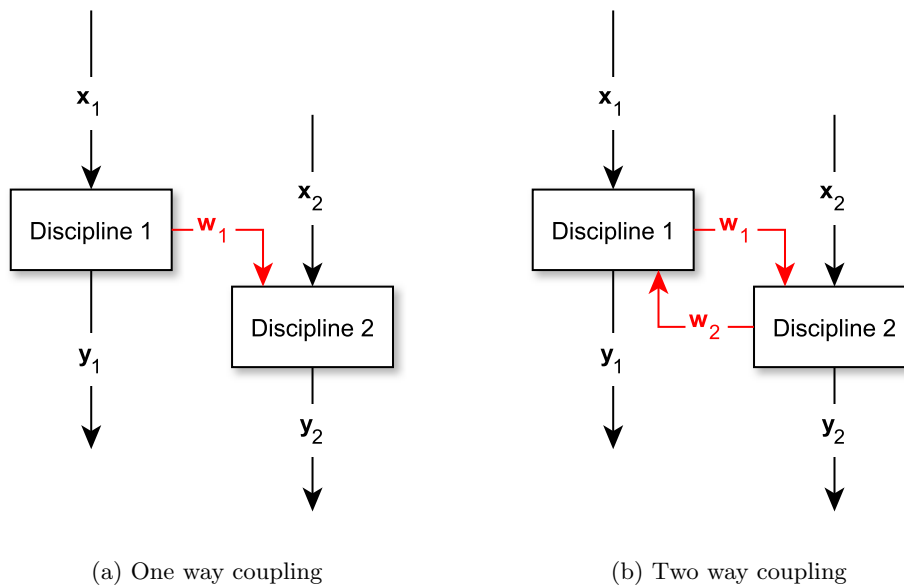 x1
x1
x2
x2
Discipline 1
w1
Discipline 1
w1
Discipline 2
w2
Discipline 2
y1
y1
y2
y2
(a) One way coupling
(b) Two way coupling